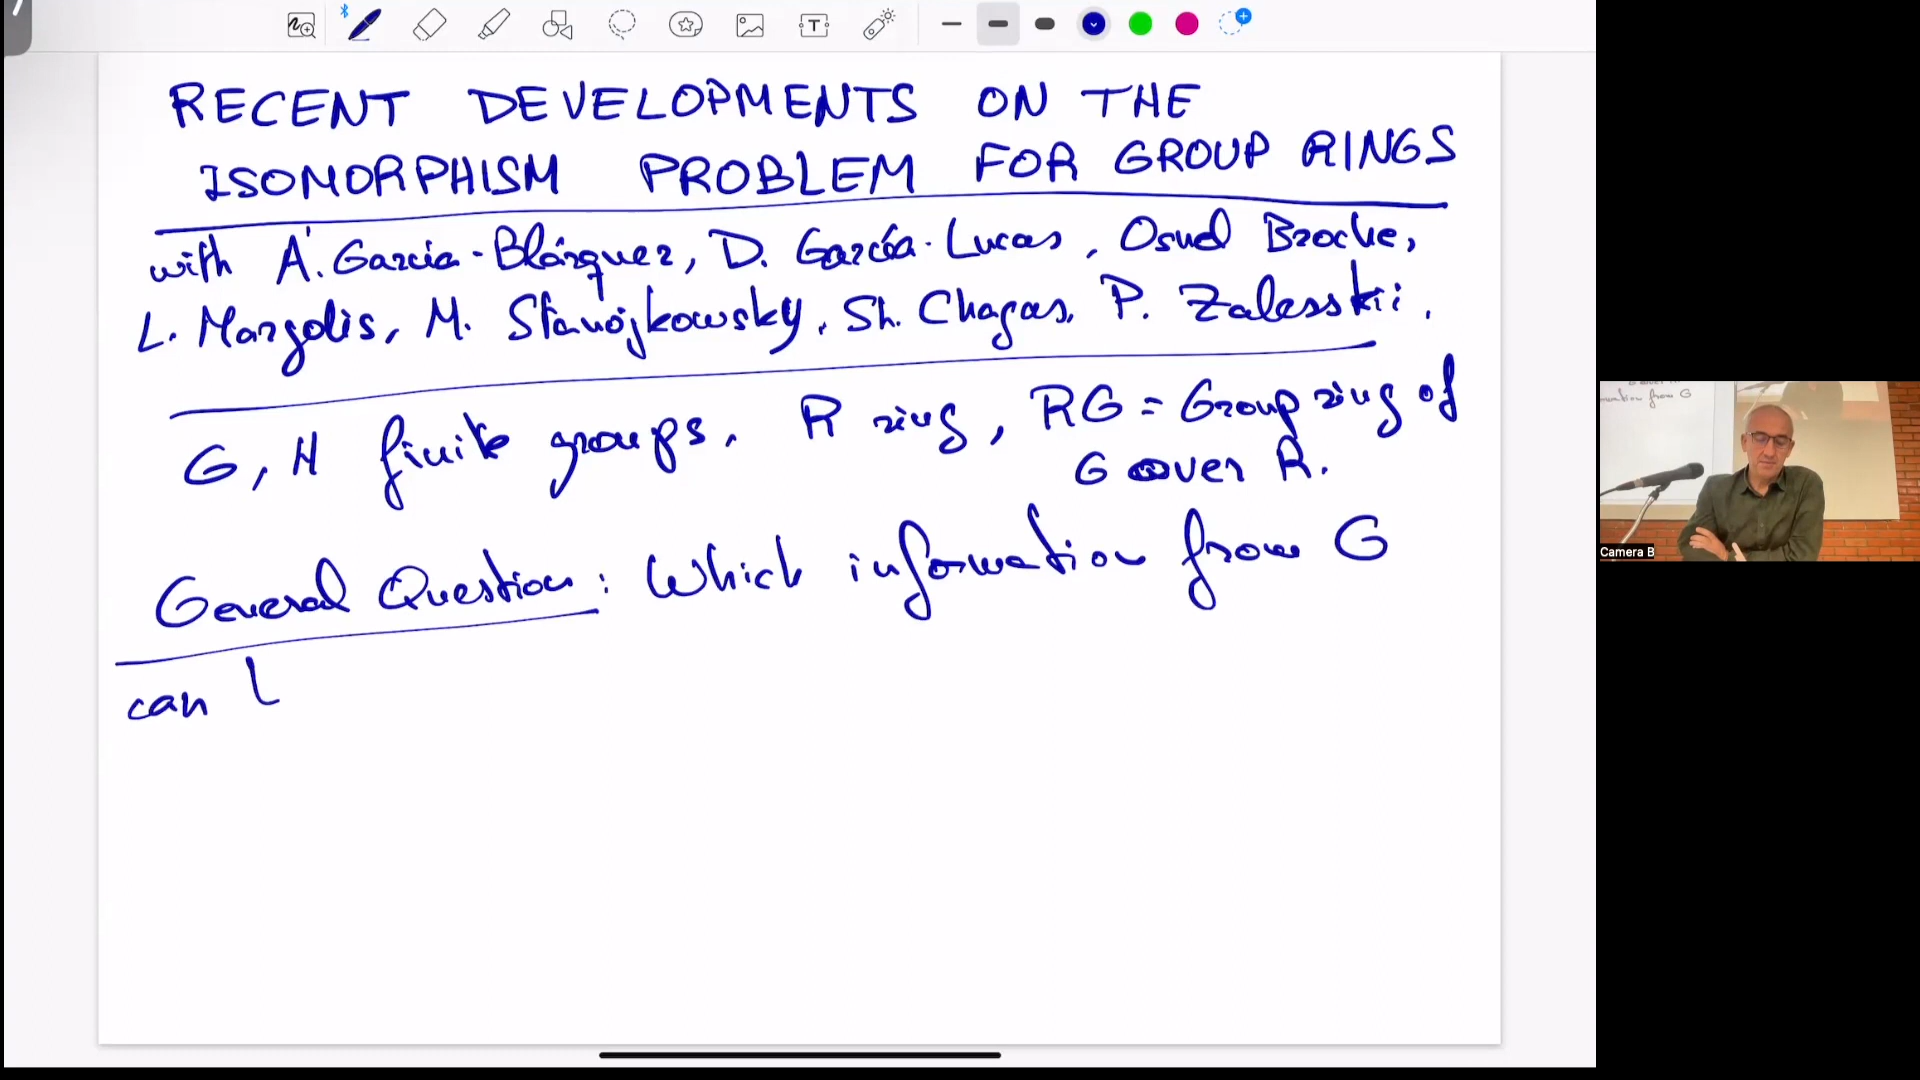 RECENT DEVELOPMENTS ON THE
ISOMORPHISM PROBLEM FOR GROUP RINGS
with Á. García-Blázquez, D. García-Lucas, Osnel Broche,
L. Margolis, M. Stanojkowsky, Sh. Chagas, P. Zalesskii.
G, H finite groups, R ring, RG = Group ring of
G over R.
General Question: Which information from G
can
Camera B